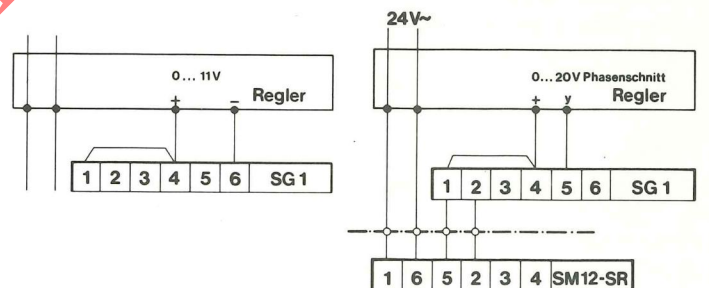 24V~
0... 11V
+ –
Regler
1 2 3 4 5 6 SG 1
0...20V Phasenschnitt
+ y
Regler
1 2 3 4 5 6 SG 1
1 6 5 2 3 4 SM12-SR